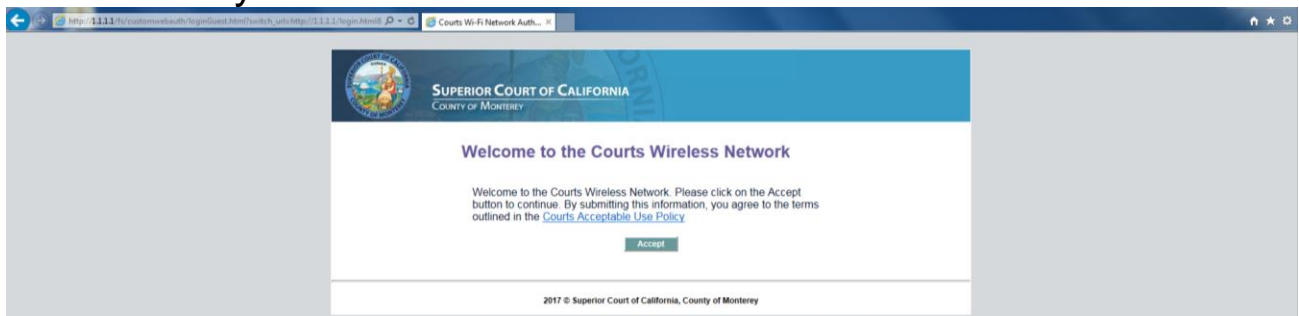 http://1.1.1.1/fs/customwebauth/loginGuest.html?switch_url=http://1.1.1.1/login.html&
Courts Wi-Fi Network Auth...
SUPERIOR COURT OF CALIFORNIA
COUNTY OF MONTEREY
Welcome to the Courts Wireless Network
Welcome to the Courts Wireless Network. Please click on the Accept
button to continue. By submitting this information, you agree to the terms
outlined in the Courts Acceptable Use Policy
Accept
2017 © Superior Court of California, County of Monterey